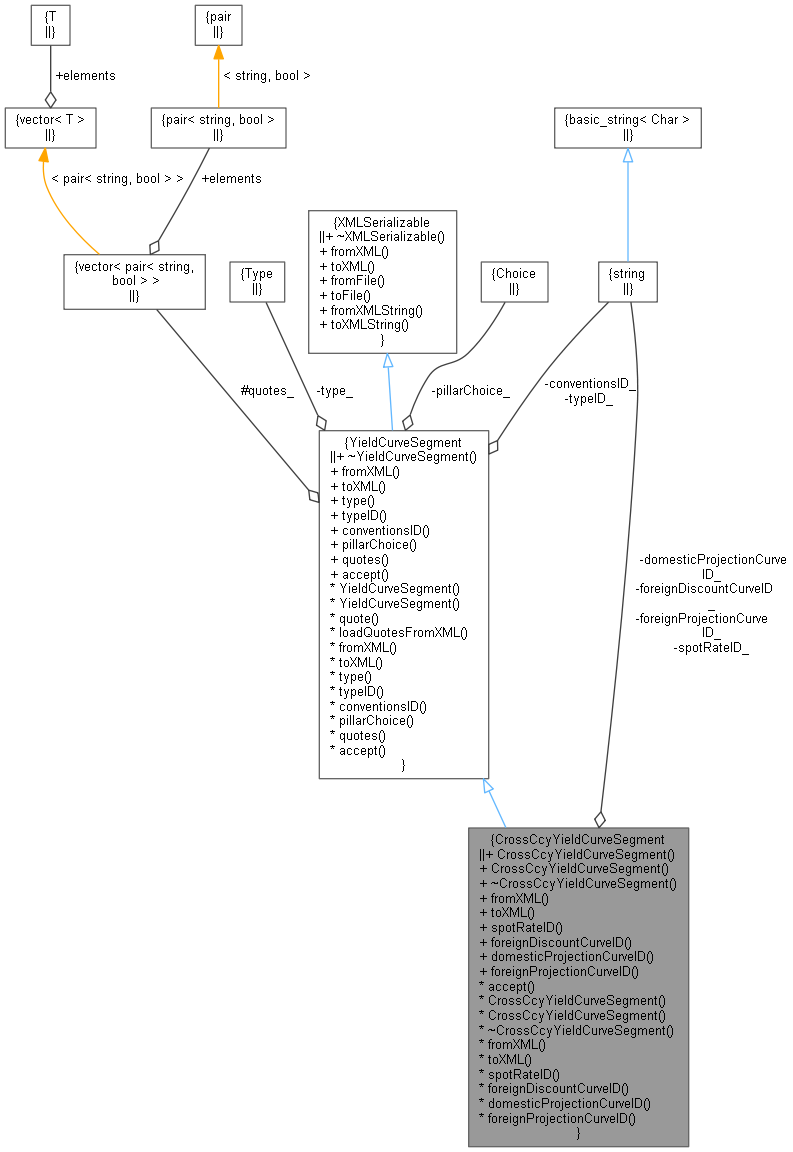 {T
||}
{pair
||}
+elements
< string, bool >
{vector< T >
||}
{pair< string, bool >
||}
{basic_string< Char >
||}
< pair< string, bool > >
+elements
{vector< pair< string,
bool > >
||}
{Type
||}
{XMLSerializable
||+ ~XMLSerializable()
+ fromXML()
+ toXML()
+ fromFile()
+ toFile()
+ fromXMLString()
+ toXMLString()
}
{Choice
||}
{string
||}
#quotes_
-type_
-pillarChoice_
-conventionsID_
-typeID_
{YieldCurveSegment
||+ ~YieldCurveSegment()
+ fromXML()
+ toXML()
+ type()
+ typeID()
+ conventionsID()
+ pillarChoice()
+ quotes()
+ accept()
* YieldCurveSegment()
* YieldCurveSegment()
* quote()
* loadQuotesFromXML()
* fromXML()
* toXML()
* type()
* typeID()
* conventionsID()
* pillarChoice()
* quotes()
* accept()
}
-domesticProjectionCurve
ID_
-foreignDiscountCurveID
_
-foreignProjectionCurve
ID_
-spotRateID_
{CrossCcyYieldCurveSegment
||+ CrossCcyYieldCurveSegment()
+ CrossCcyYieldCurveSegment()
+ ~CrossCcyYieldCurveSegment()
+ fromXML()
+ toXML()
+ spotRateID()
+ foreignDiscountCurveID()
+ domesticProjectionCurveID()
+ foreignProjectionCurveID()
* accept()
* CrossCcyYieldCurveSegment()
* CrossCcyYieldCurveSegment()
* ~CrossCcyYieldCurveSegment()
* fromXML()
* toXML()
* spotRateID()
* foreignDiscountCurveID()
* domesticProjectionCurveID()
* foreignProjectionCurveID()
}